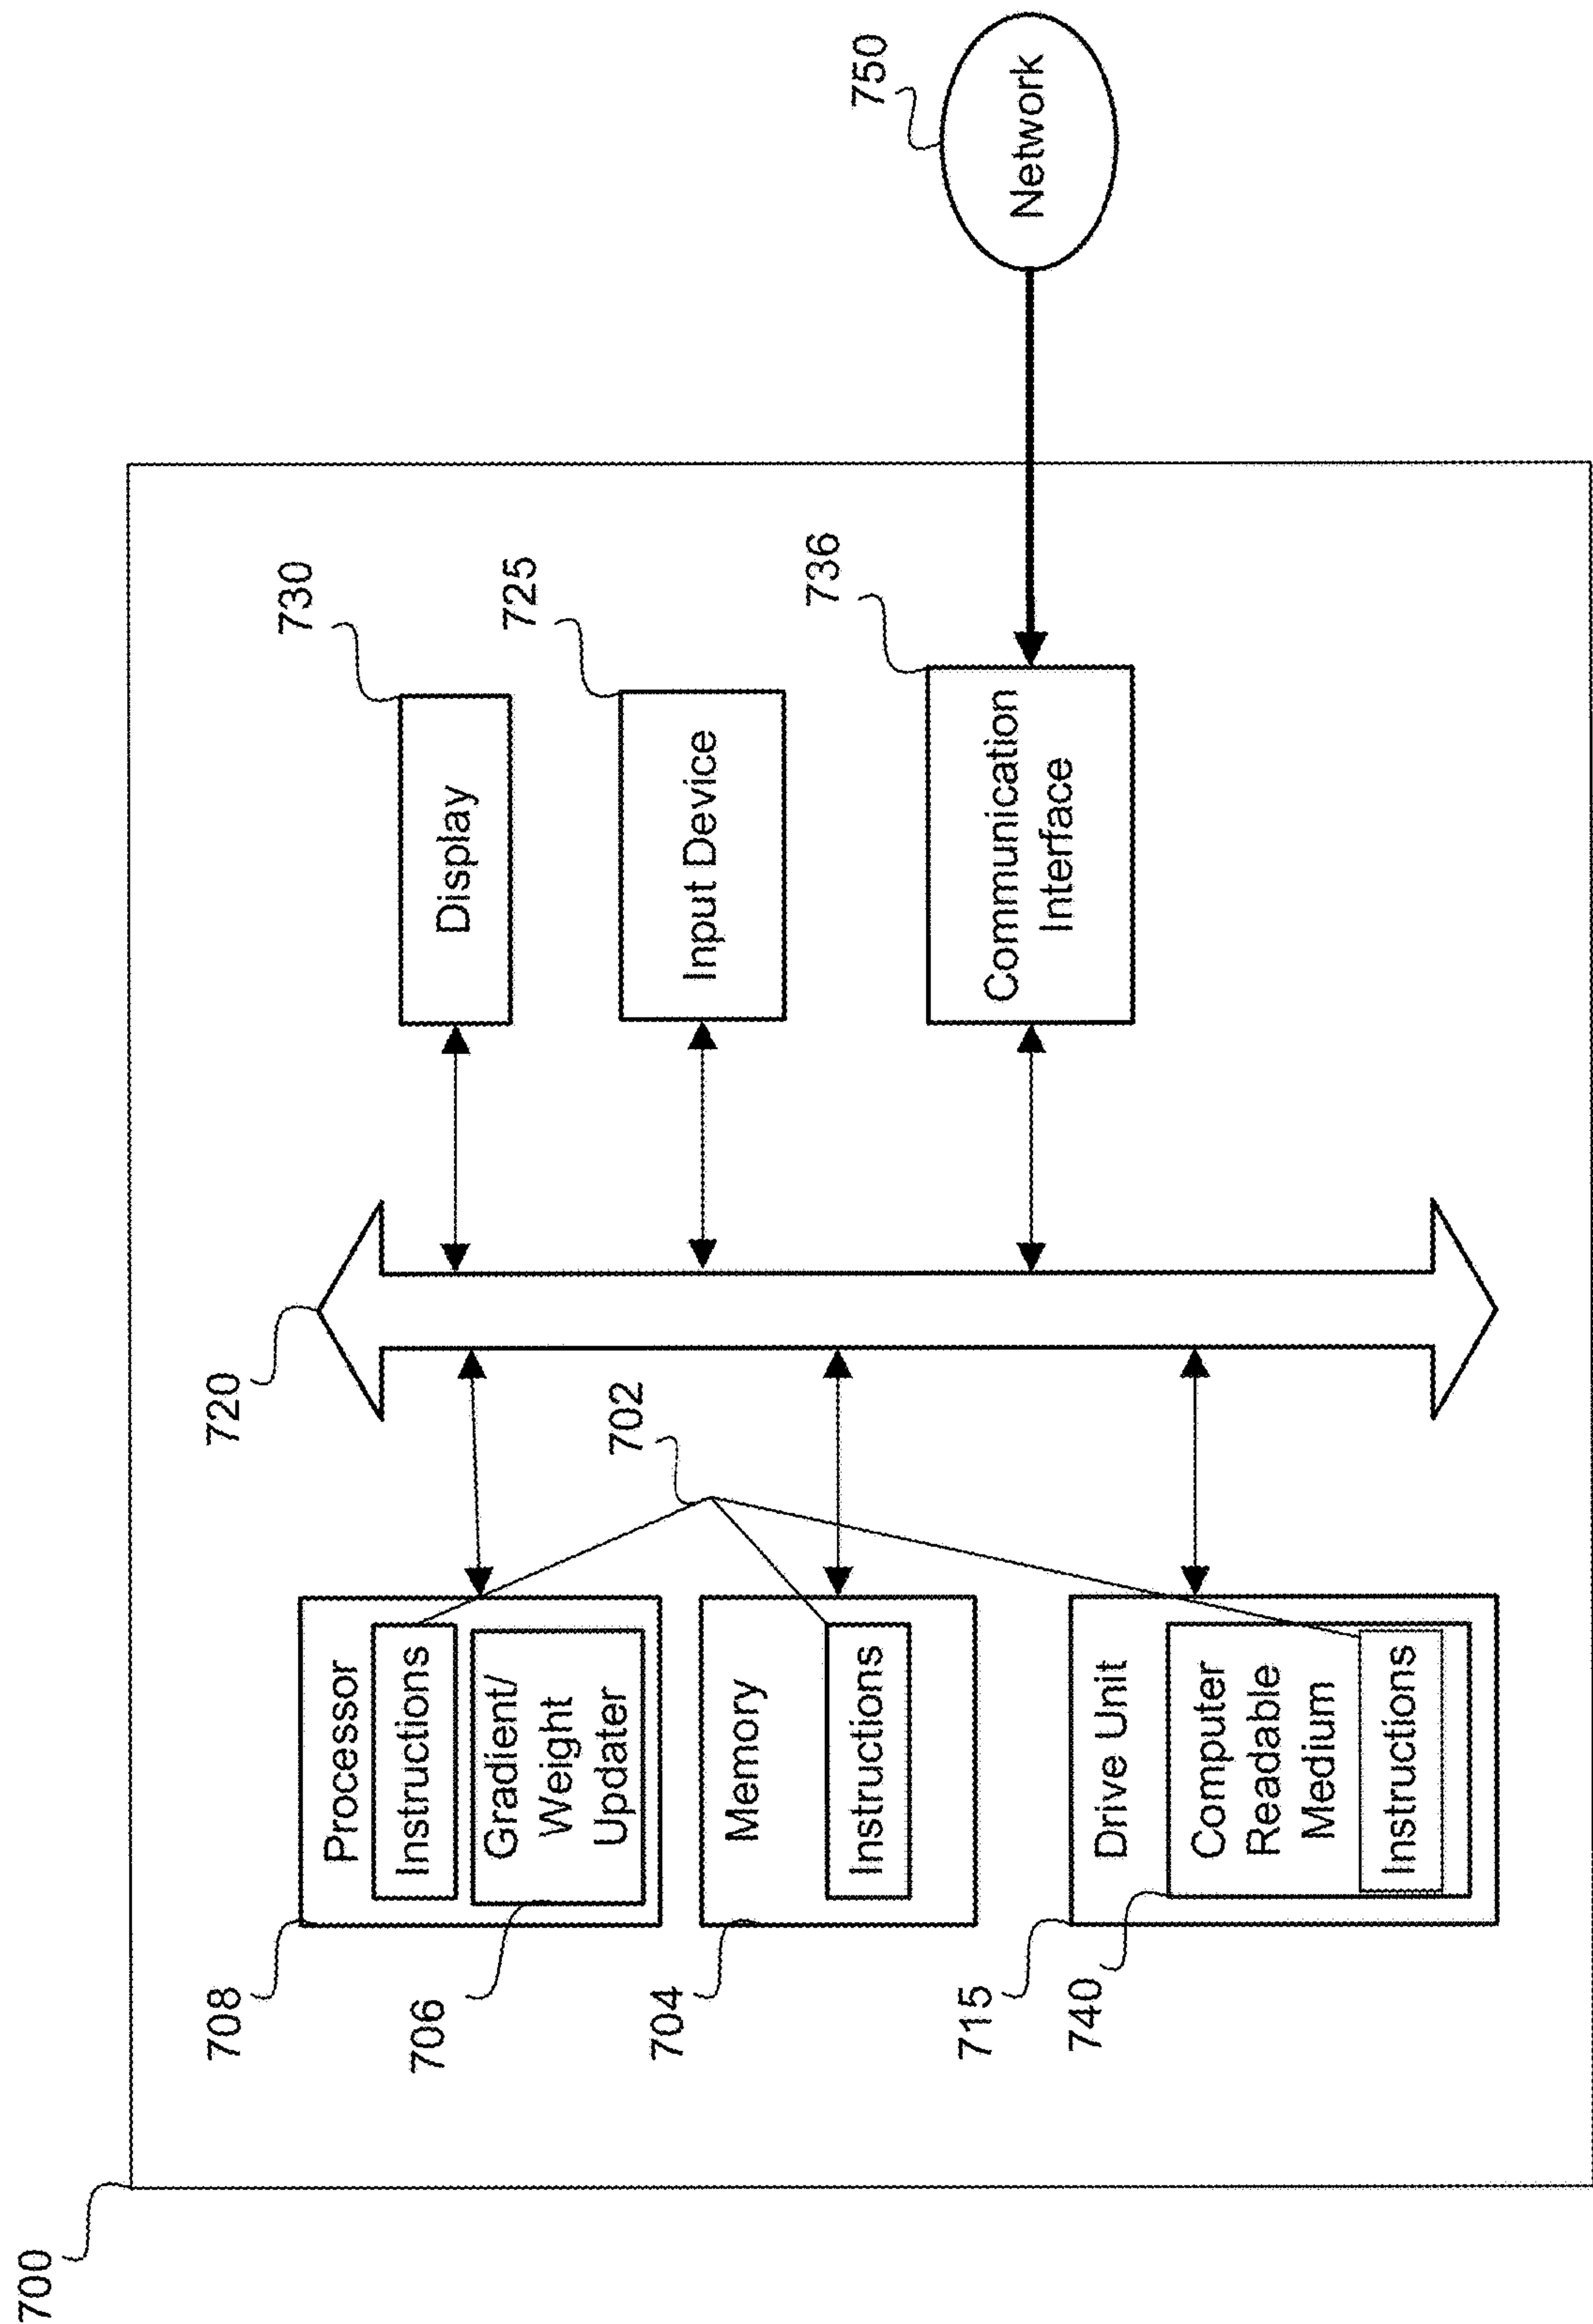 700
708
Processor
Instructions
Gradient/
Weight
Updater
706
704
Memory
Instructions
715
Drive Unit
740
Computer
Readable
Medium
Instructions
702
720
730
Display
725
Input Device
736
Communication
Interface
750
Network